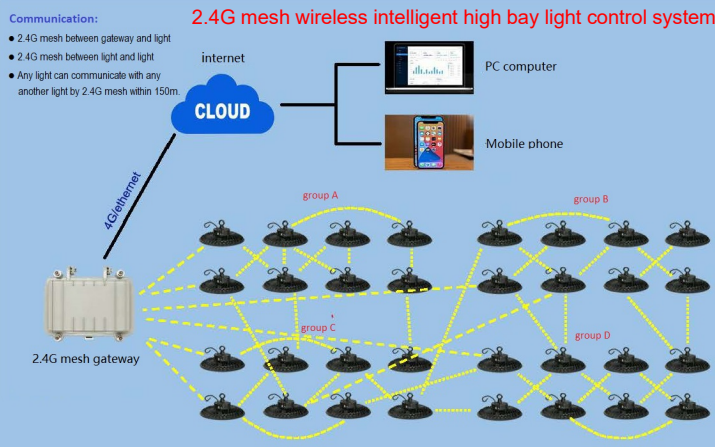 2.4G mesh wireless intelligent high bay light control system
Communication:
● 2.4G mesh between gateway and light
● 2.4G mesh between light and light
● Any light can communicate with any
another light by 2.4G mesh within 150m.
internet
CLOUD
PC computer
Mobile phone
4G/ethernet
group A
group B
2.4G mesh gateway
group C
group D